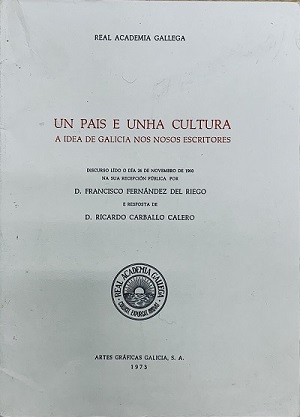 REAL ACADEMIA GALLEGA
UN PAIS E UNHA CULTURA
A IDEA DE GALICIA NOS NOSOS ESCRITORES
DISCURSO LIDO O DÍA 26 DE NOVEMBRO DE 1960
NA SUA RECEPCIÓN PÚBLICA POR
D. FRANCISCO FERNÁNDEZ DEL RIEGO
E RESPOSTA DE
D. RICARDO CARBALLO CALERO
REAL ACADEMIA GALLEGA
ARTES GRÁFICAS GALICIA, S. A.
1973